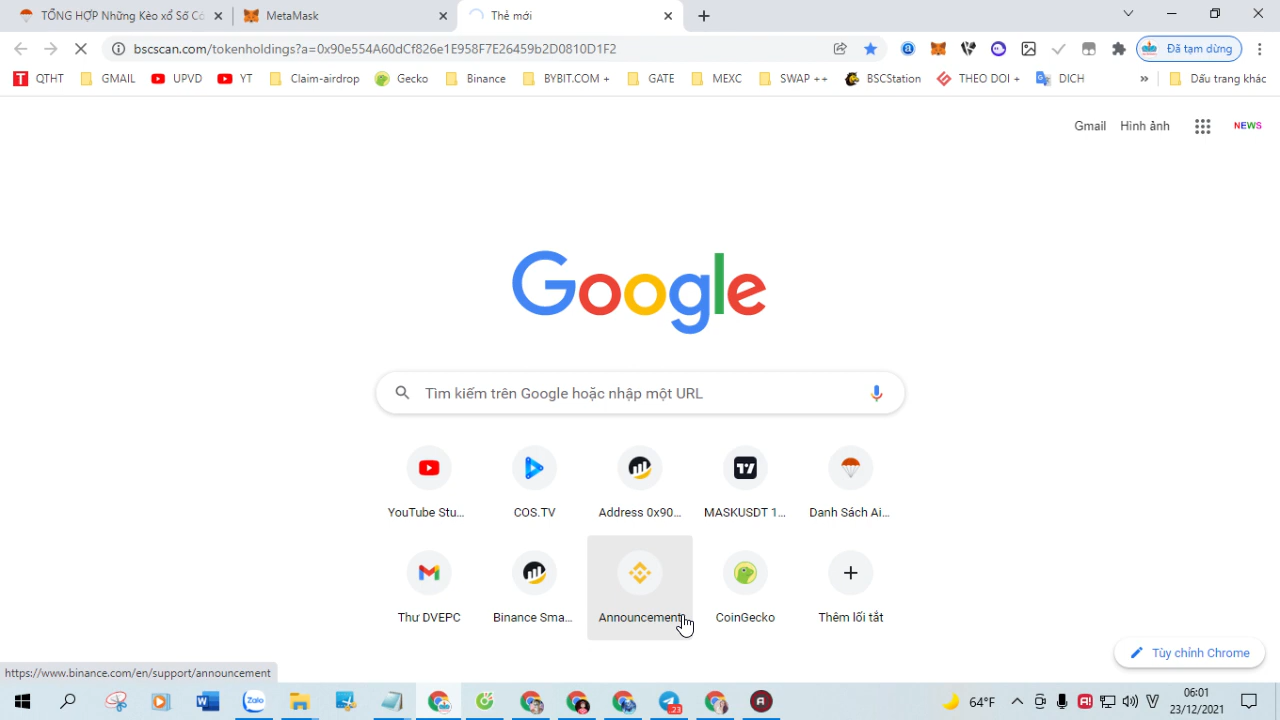 TỔNG HỢP Những Kèo xổ Số Cơ
MetaMask
Thẻ mới
bscscan.com/tokenholdings?a=0x90e554A60dCf826e1E958F7E26459b2D0810D1F2
Đã tạm dừng
QTHT GMAIL UPVD YT Claim-airdrop Gecko Binance BYBIT.COM + GATE MEXC SWAP ++ BSCStation THEO DOI + DICH » Dấu trang khác
Gmail Hình ảnh NEWS
Google
Tìm kiếm trên Google hoặc nhập một URL
YouTube Stu... COS.TV Address 0x90... MASKUSDT 1... Danh Sách Ai...
Thư DVEPC Binance Sma... Announcement CoinGecko Thêm lối tắt
Tùy chỉnh Chrome
https://www.binance.com/en/support/announcement
Zalo
23
64°F
06:01
23/12/2021